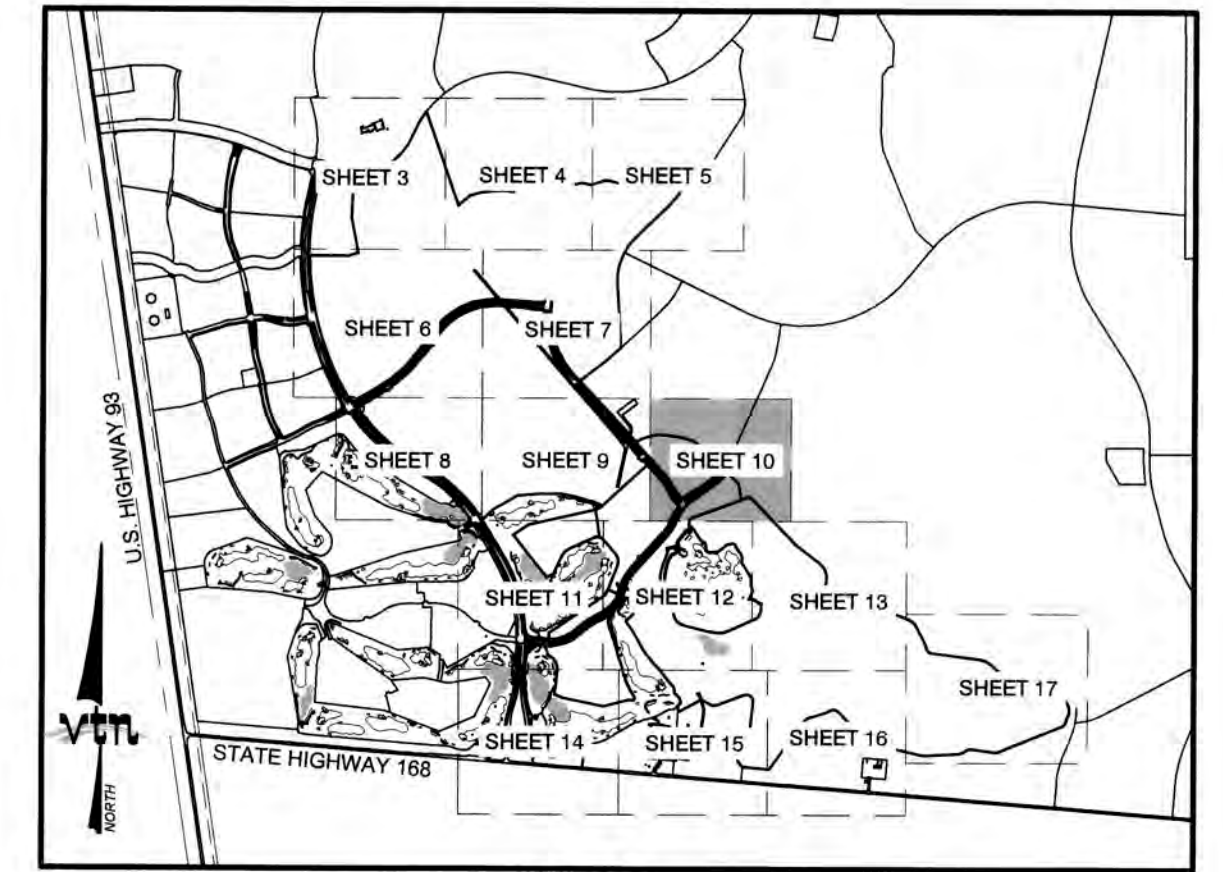 SHEET 3
SHEET 4
SHEET 5
SHEET 6
SHEET 7
U.S. HIGHWAY 93
SHEET 8
SHEET 9
SHEET 10
SHEET 11
SHEET 12
SHEET 13
SHEET 17
vtn
SHEET 14
SHEET 15
SHEET 16
STATE HIGHWAY 168
NORTH